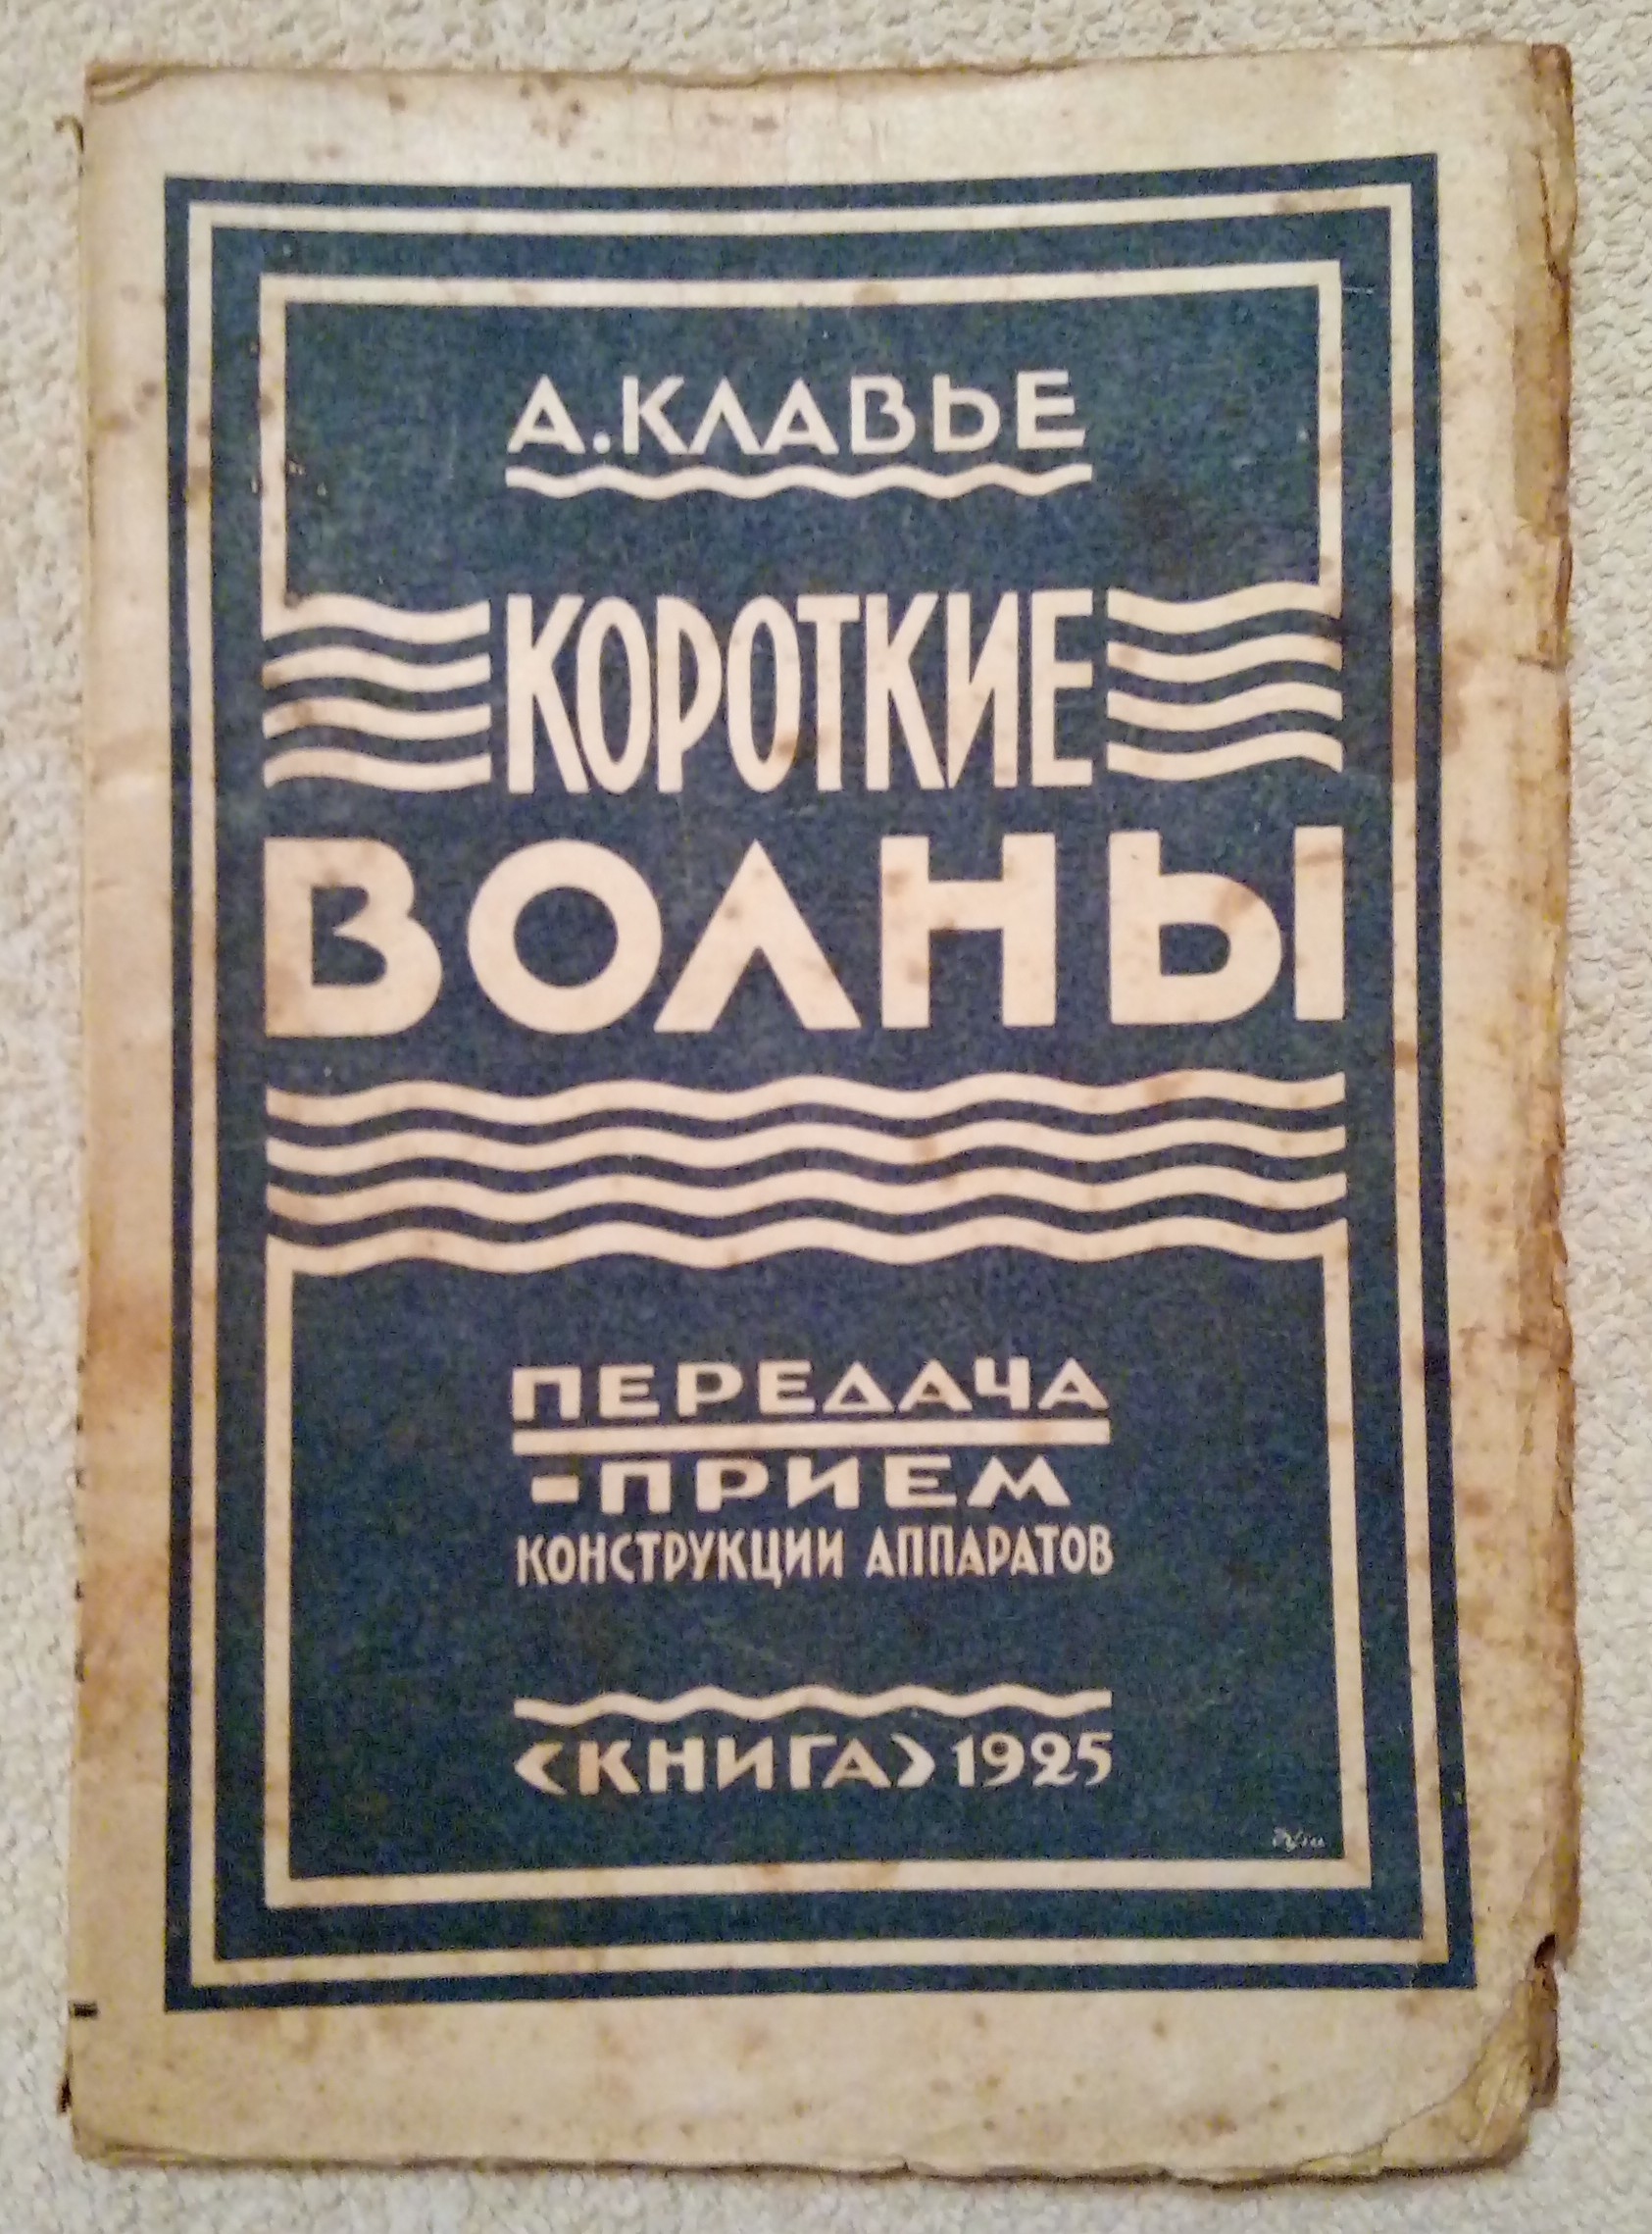 А.КЛАВЬЕ
КОРОТКИЕ
ВОЛНЫ
ПЕРЕДАЧА
-ПРИЕМ
КОНСТРУКЦИИ АППАРАТОВ
<КНИГА> 1925